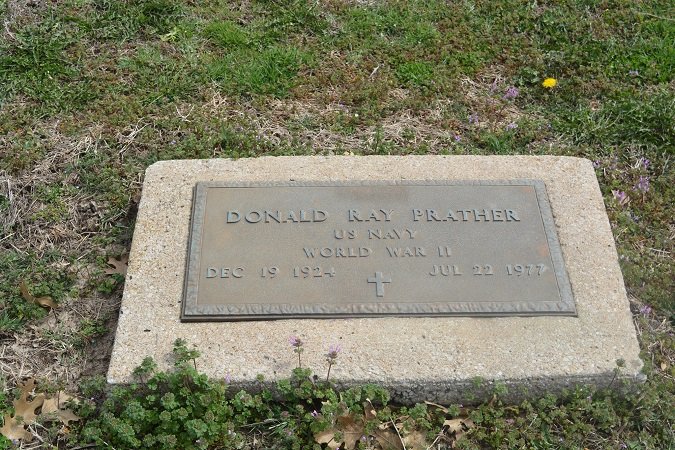 DONALD RAY PRATHER
US NAVY
WORLD WAR II
DEC 19 1924 JUL 22 1977